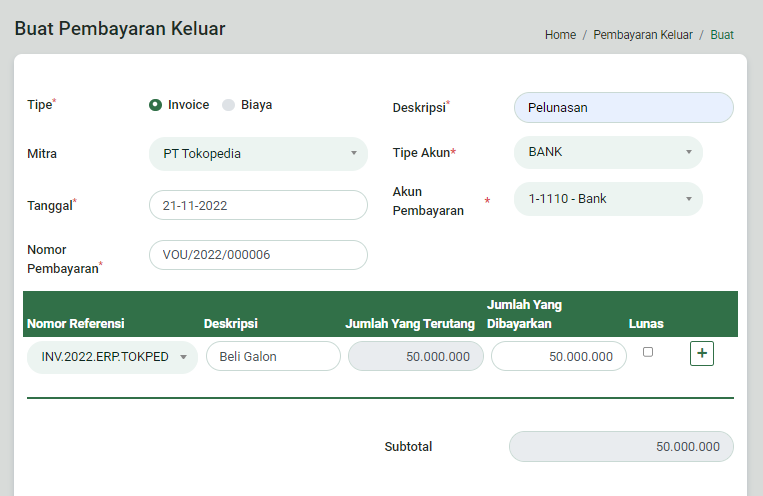 Buat Pembayaran Keluar
Home / Pembayaran Keluar / Buat
Tipe* Invoice Biaya
Deskripsi* Pelunasan
Mitra PT Tokopedia
Tipe Akun* BANK
Tanggal* 21-11-2022
Akun
Pembayaran * 1-1110 - Bank
Nomor
Pembayaran* VOU/2022/000006
Nomor Referensi Deskripsi Jumlah Yang Terutang Jumlah Yang
Dibayarkan Lunas
INV.2022.ERP.TOKPED Beli Galon 50.000.000 50.000.000 +
Subtotal 50.000.000